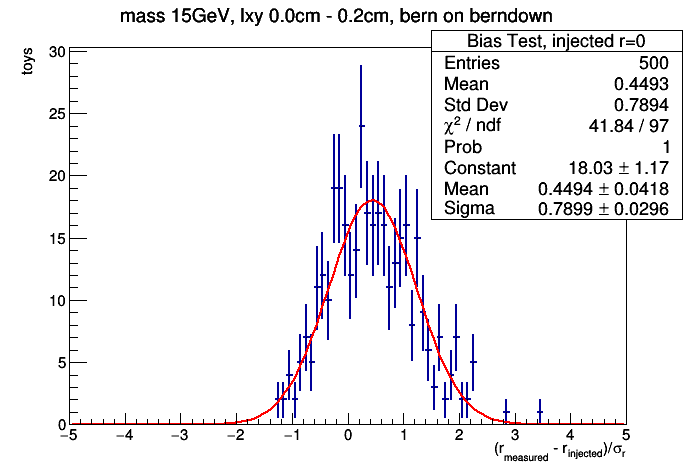 mass 15GeV, lxy 0.0cm - 0.2cm, bern on berndown
toys
Bias Test, injected r=0
Entries 500
Mean 0.4493
Std Dev 0.7894
χ² / ndf 41.84 / 97
Prob 1
Constant 18.03 ± 1.17
Mean 0.4494 ± 0.0418
Sigma 0.7899 ± 0.0296
30
25
20
15
10
5
0
−5 −4 −3 −2 −1 0 1 2 3 4 5
(r_measured - r_injected)/σ_r